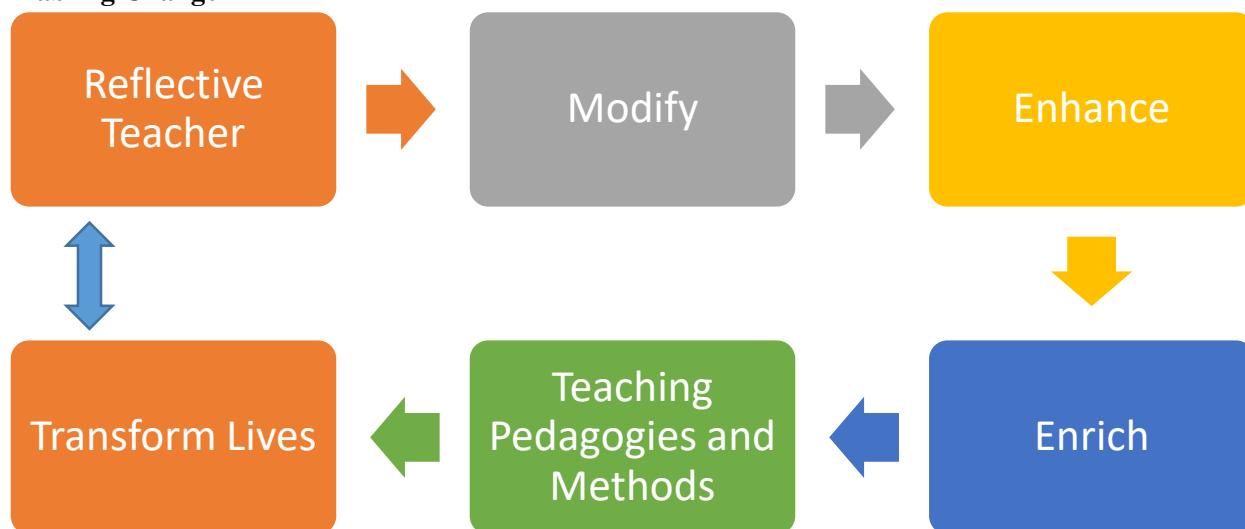 Reflective
Teacher
Modify
Enhance
Enrich
Teaching
Pedagogies and
Methods
Transform Lives